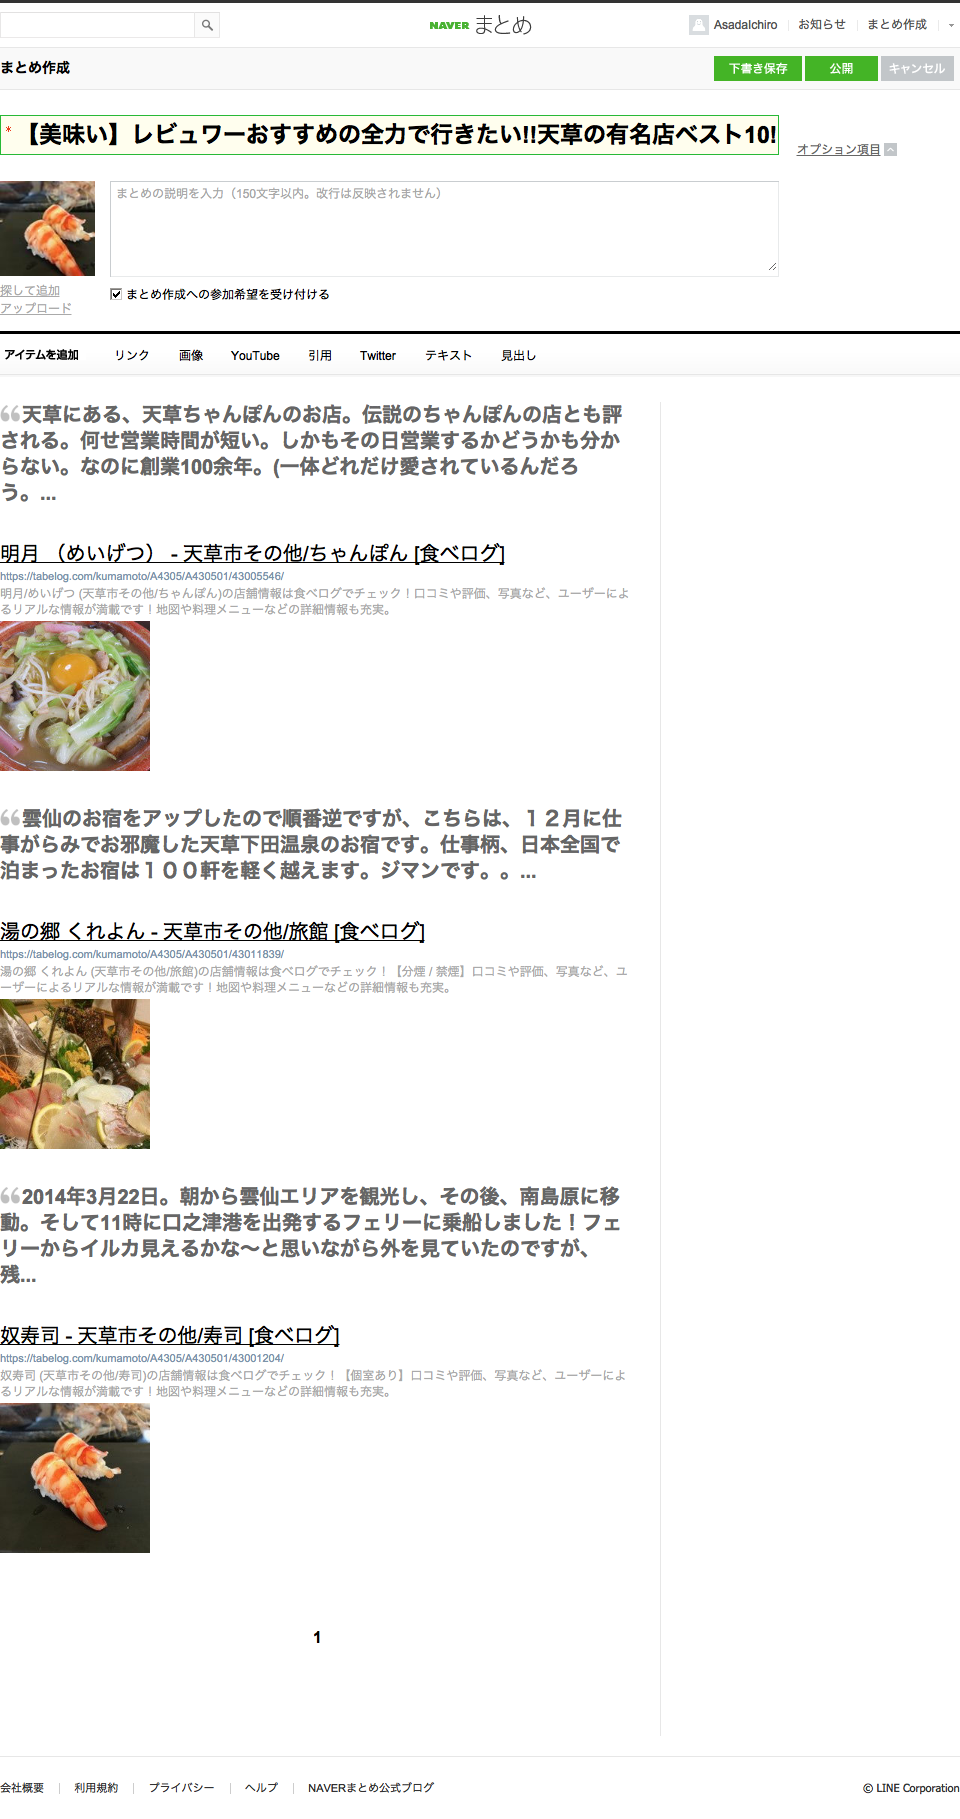 NAVER まとめ
AsadaIchiro お知らせ まとめ作成
まとめ作成
下書き保存 公開 キャンセル
* 【美味い】レビュワーおすすめの全力で行きたい!!天草の有名店ベスト10!
オプション項目
まとめの説明を入力（150文字以内。改行は反映されません）
探して追加
アップロード
まとめ作成への参加希望を受け付ける
アイテムを追加 リンク 画像 YouTube 引用 Twitter テキスト 見出し
天草にある、天草ちゃんぽんのお店。伝説のちゃんぽんの店とも評
される。何せ営業時間が短い。しかもその日営業するかどうかも分か
らない。なのに創業100余年。(一体どれだけ愛されているんだろ
う。...
明月 （めいげつ） - 天草市その他/ちゃんぽん [食べログ]
https://tabelog.com/kumamoto/A4305/A430501/43005546/
明月/めいげつ (天草市その他/ちゃんぽん)の店舗情報は食べログでチェック！口コミや評価、写真など、ユーザーによ
るリアルな情報が満載です！地図や料理メニューなどの詳細情報も充実。
雲仙のお宿をアップしたので順番逆ですが、こちらは、１２月に仕
事がらみでお邪魔した天草下田温泉のお宿です。仕事柄、日本全国で
泊まったお宿は１００軒を軽く越えます。ジマンです。。...
湯の郷 くれよん - 天草市その他/旅館 [食べログ]
https://tabelog.com/kumamoto/A4305/A430501/43011839/
湯の郷 くれよん (天草市その他/旅館)の店舗情報は食べログでチェック！【分煙 / 禁煙】口コミや評価、写真など、ユ
ーザーによるリアルな情報が満載です！地図や料理メニューなどの詳細情報も充実。
2014年3月22日。朝から雲仙エリアを観光し、その後、南島原に移
動。そして11時に口之津港を出発するフェリーに乗船しました！フェ
リーからイルカ見えるかな〜と思いながら外を見ていたのですが、
残...
奴寿司 - 天草市その他/寿司 [食べログ]
https://tabelog.com/kumamoto/A4305/A430501/43001204/
奴寿司 (天草市その他/寿司)の店舗情報は食べログでチェック！【個室あり】口コミや評価、写真など、ユーザーによ
るリアルな情報が満載です！地図や料理メニューなどの詳細情報も充実。
1
会社概要 利用規約 プライバシー ヘルプ NAVERまとめ公式ブログ
© LINE Corporation